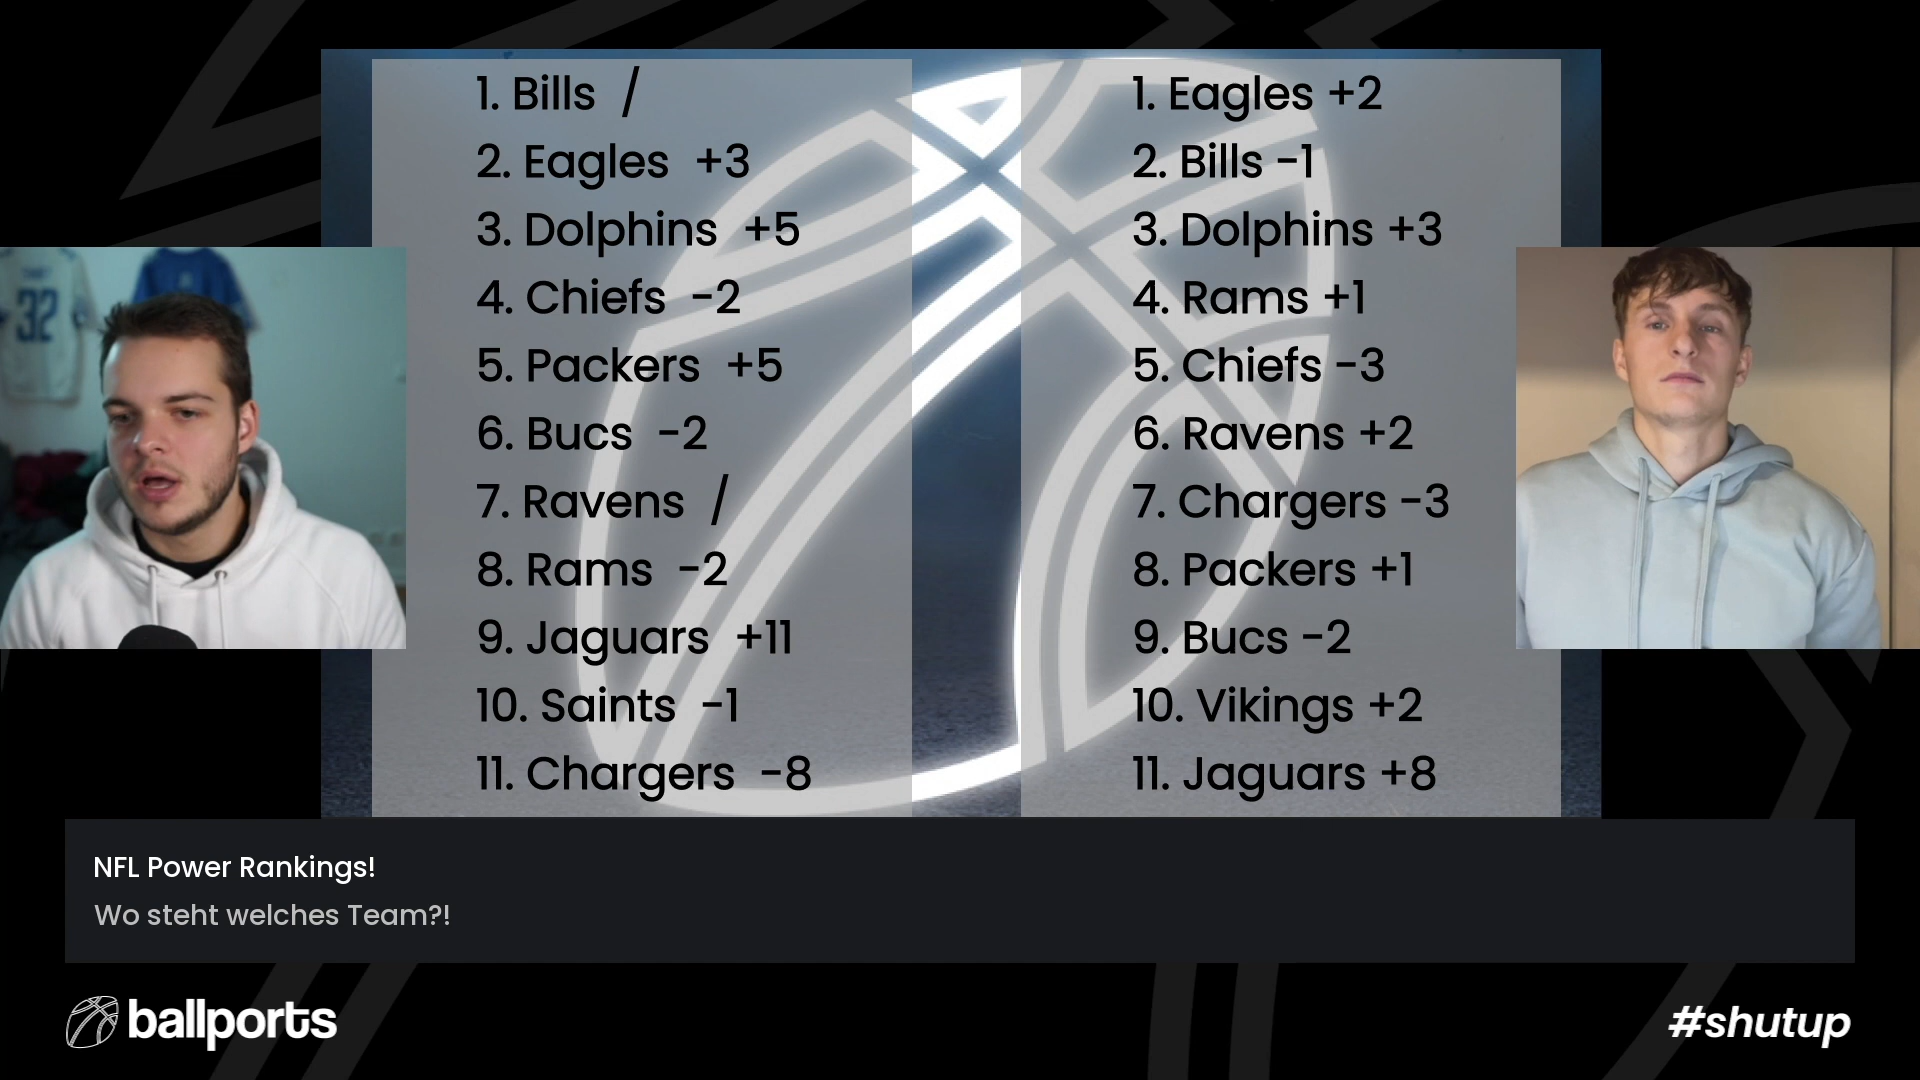 1. Bills /
2. Eagles +3
3. Dolphins +5
4. Chiefs -2
5. Packers +5
6. Bucs -2
7. Ravens /
8. Rams -2
9. Jaguars +11
10. Saints -1
11. Chargers -8
1. Eagles +2
2. Bills -1
3. Dolphins +3
4. Rams +1
5. Chiefs -3
6. Ravens +2
7. Chargers -3
8. Packers +1
9. Bucs -2
10. Vikings +2
11. Jaguars +8
32
NFL Power Rankings!
Wo steht welches Team?!
ballports
#shutup